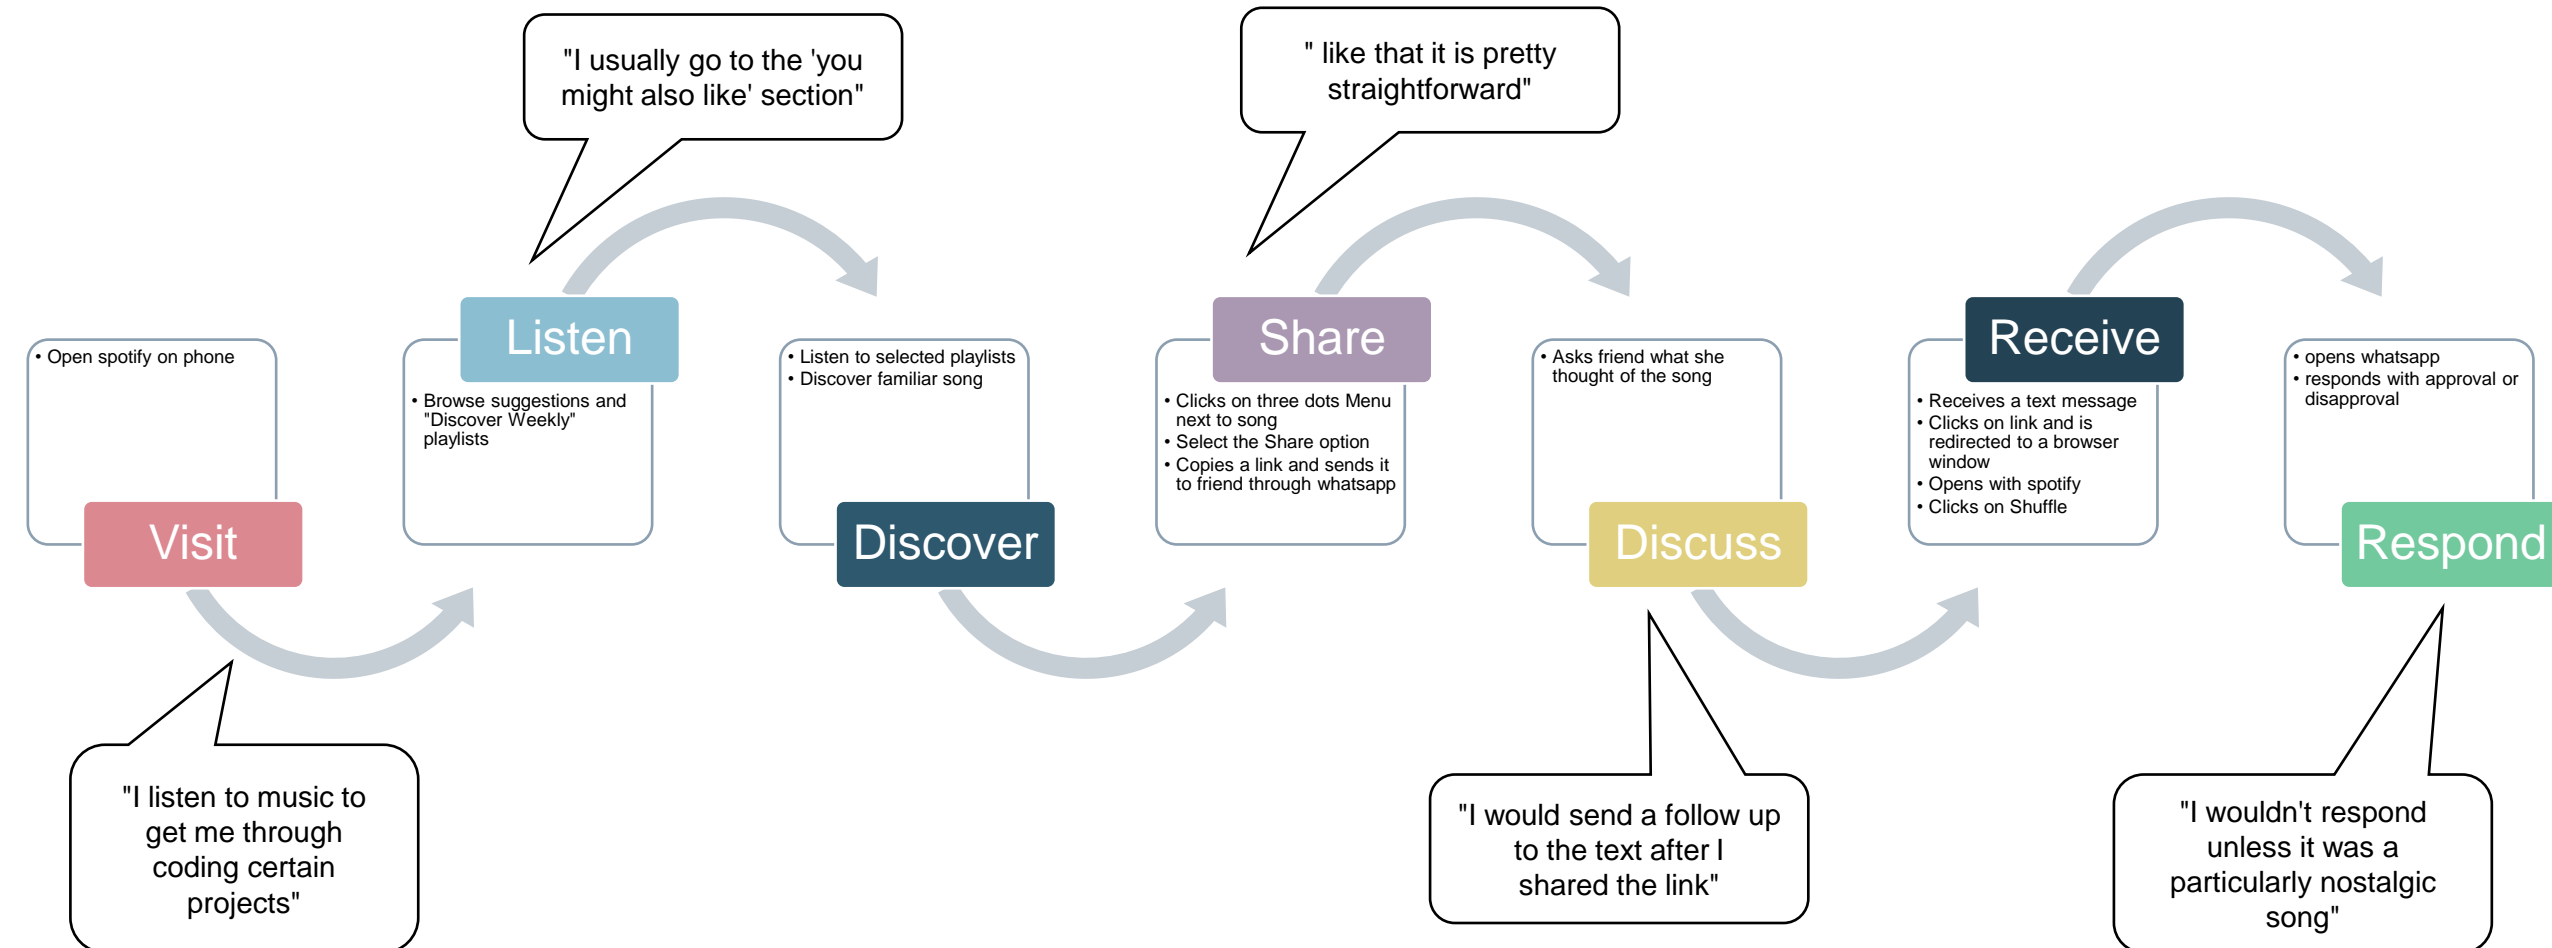 "I usually go to the 'you
might also like' section"
" like that it is pretty
straightforward"
• Open spotify on phone
Visit
Listen
• Browse suggestions and
"Discover Weekly"
playlists
• Listen to selected playlists
• Discover familiar song
Discover
Share
• Clicks on three dots Menu
next to song
• Select the Share option
• Copies a link and sends it
to friend through whatsapp
• Asks friend what she
thought of the song
Discuss
Receive
• Receives a text message
• Clicks on link and is
redirected to a browser
window
• Opens with spotify
• Clicks on Shuffle
• opens whatsapp
• responds with approval or
disapproval
Respond
"I listen to music to
get me through
coding certain
projects"
"I would send a follow up
to the text after I
shared the link"
"I wouldn't respond
unless it was a
particularly nostalgic
song"